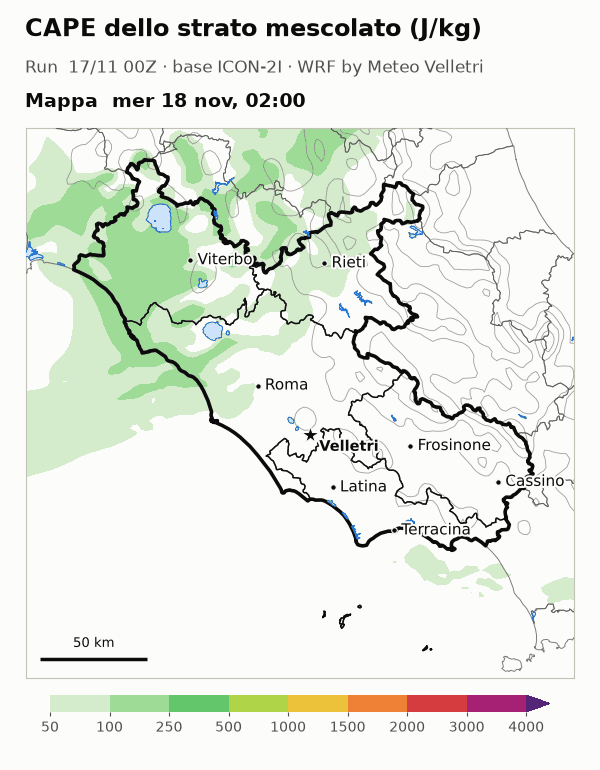 CAPE dello strato mescolato (J/kg)
Run  17/11 00Z · base ICON-2I · WRF by Meteo Velletri
Mappa  mer 18 nov, 02:00
Viterbo
Rieti
Roma
Velletri
Frosinone
Cassino
Latina
Terracina
50 km
50 100 250 500 1000 1500 2000 3000 4000